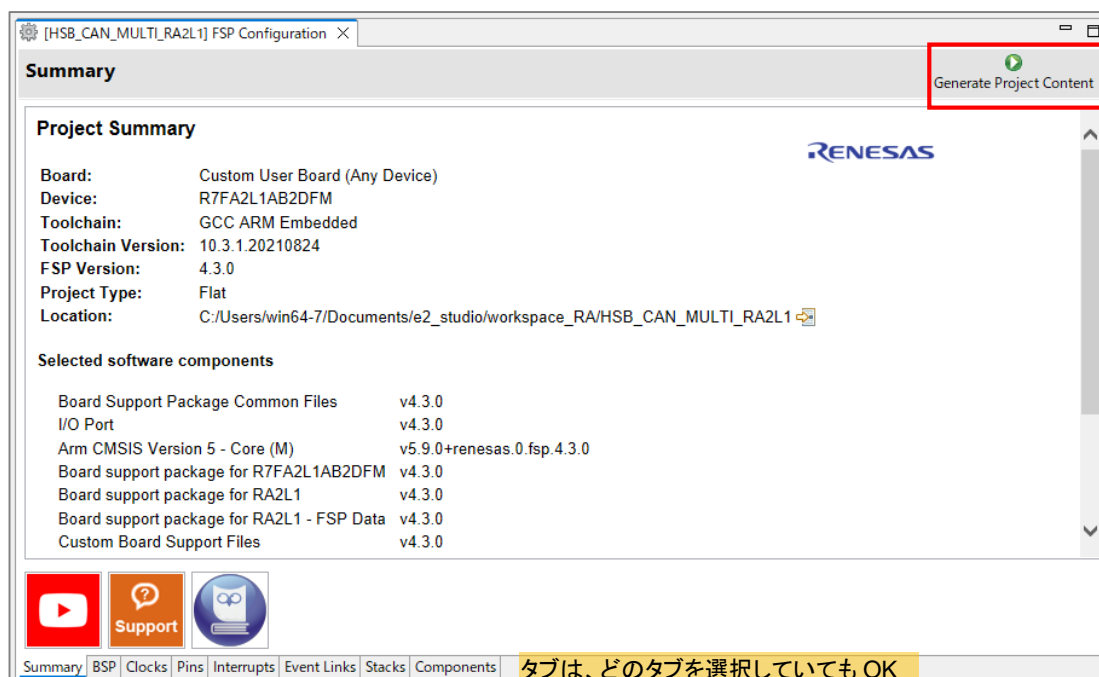 [HSB_CAN_MULTI_RA2L1] FSP Configuration
Summary
Generate Project Content
Project Summary
RENESAS
Board: Custom User Board (Any Device)
Device: R7FA2L1AB2DFM
Toolchain: GCC ARM Embedded
Toolchain Version: 10.3.1.20210824
FSP Version: 4.3.0
Project Type: Flat
Location: C:/Users/win64-7/Documents/e2_studio/workspace_RA/HSB_CAN_MULTI_RA2L1
Selected software components
Board Support Package Common Files v4.3.0
I/O Port v4.3.0
Arm CMSIS Version 5 - Core (M) v5.9.0+renesas.0.fsp.4.3.0
Board support package for R7FA2L1AB2DFM v4.3.0
Board support package for RA2L1 v4.3.0
Board support package for RA2L1 - FSP Data v4.3.0
Custom Board Support Files v4.3.0
Support
Summary BSP Clocks Pins Interrupts Event Links Stacks Components
タブは、どのタブを選択していても OK